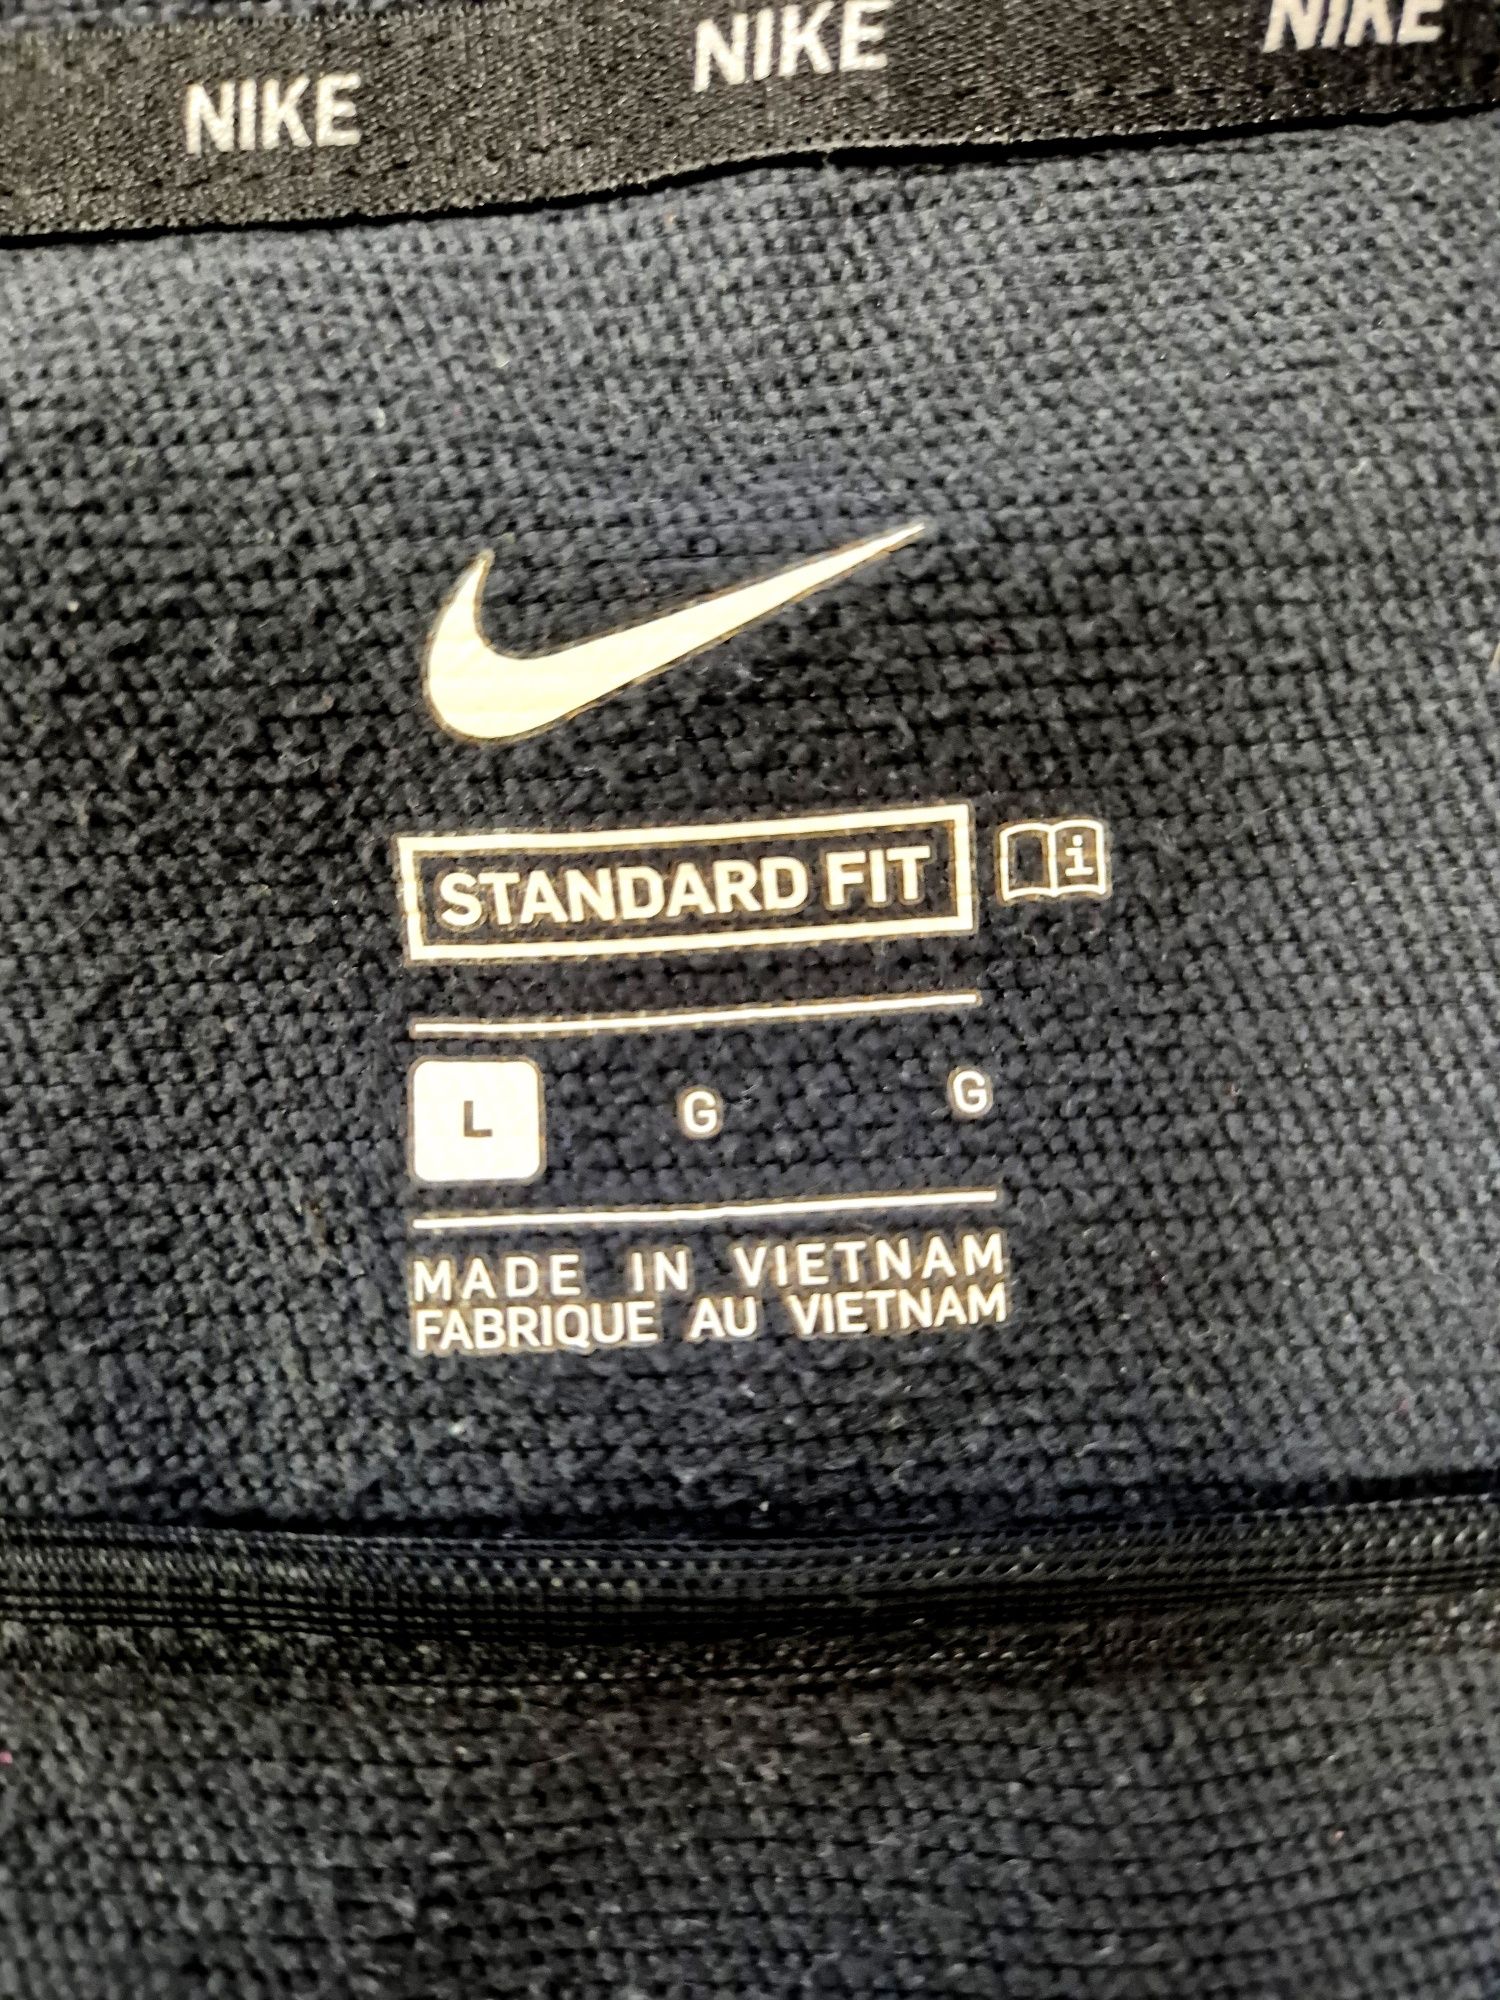 NIKE NIKE NIKE
STANDARD FIT i
L G G
MADE IN VIETNAM
FABRIQUE AU VIETNAM